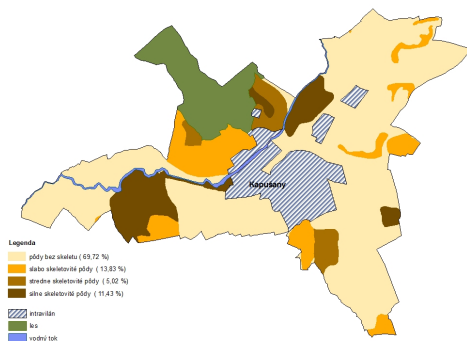 Kapušany
Legenda
pôdy bez skeletu ( 69,72 %)
slabo skeletovité pôdy ( 13,83 %)
stredne skeletovité pôdy ( 5,02 %)
silne skeletovité pôdy ( 11,43 %)
intravilán
les
vodný tok